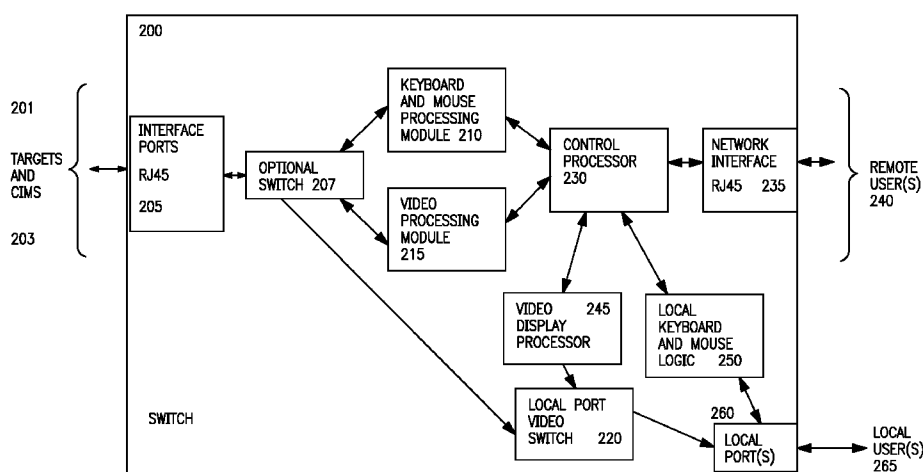 200
201
TARGETS
AND
CIMS
203
INTERFACE
PORTS
RJ45
205
OPTIONAL
SWITCH 207
KEYBOARD
AND MOUSE
PROCESSING
MODULE 210
VIDEO
PROCESSING
MODULE
215
CONTROL
PROCESSOR
230
NETWORK
INTERFACE
RJ45 235
REMOTE
USER(S)
240
VIDEO 245
DISPLAY
PROCESSOR
LOCAL
KEYBOARD
AND MOUSE
LOGIC 250
LOCAL PORT
VIDEO
SWITCH 220
260
LOCAL
PORT(S)
LOCAL
USER(S)
265
SWITCH